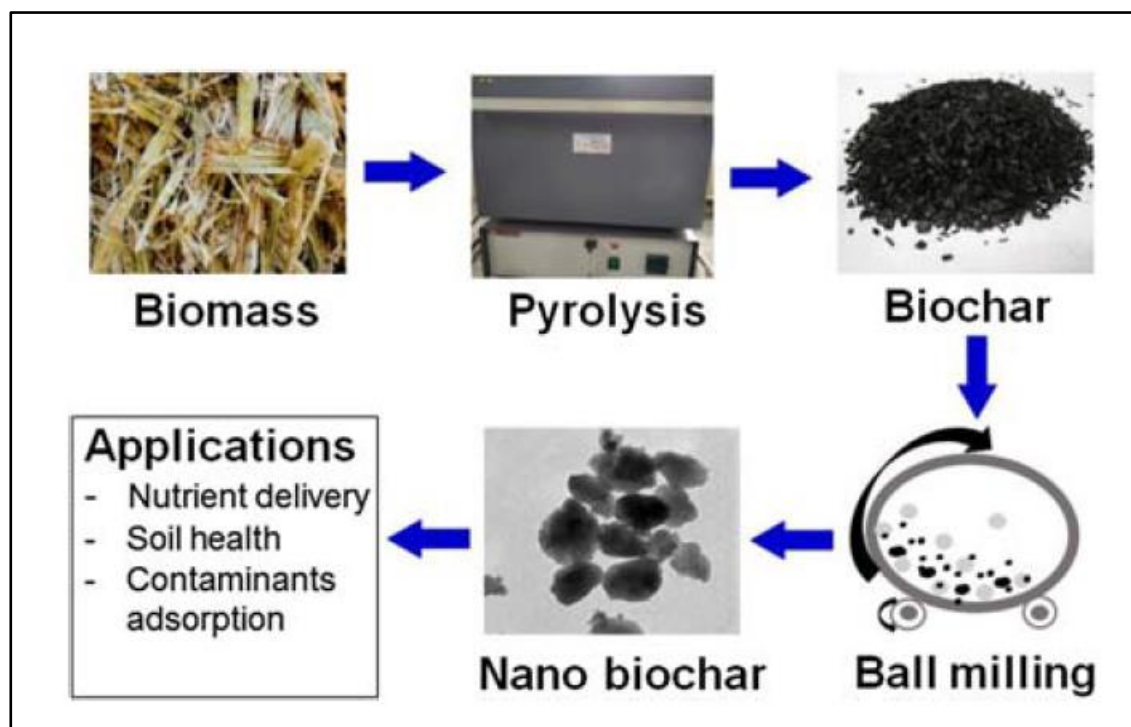 Biomass
Pyrolysis
Biochar
Applications
- Nutrient delivery
- Soil health
- Contaminants
adsorption
Nano biochar
Ball milling